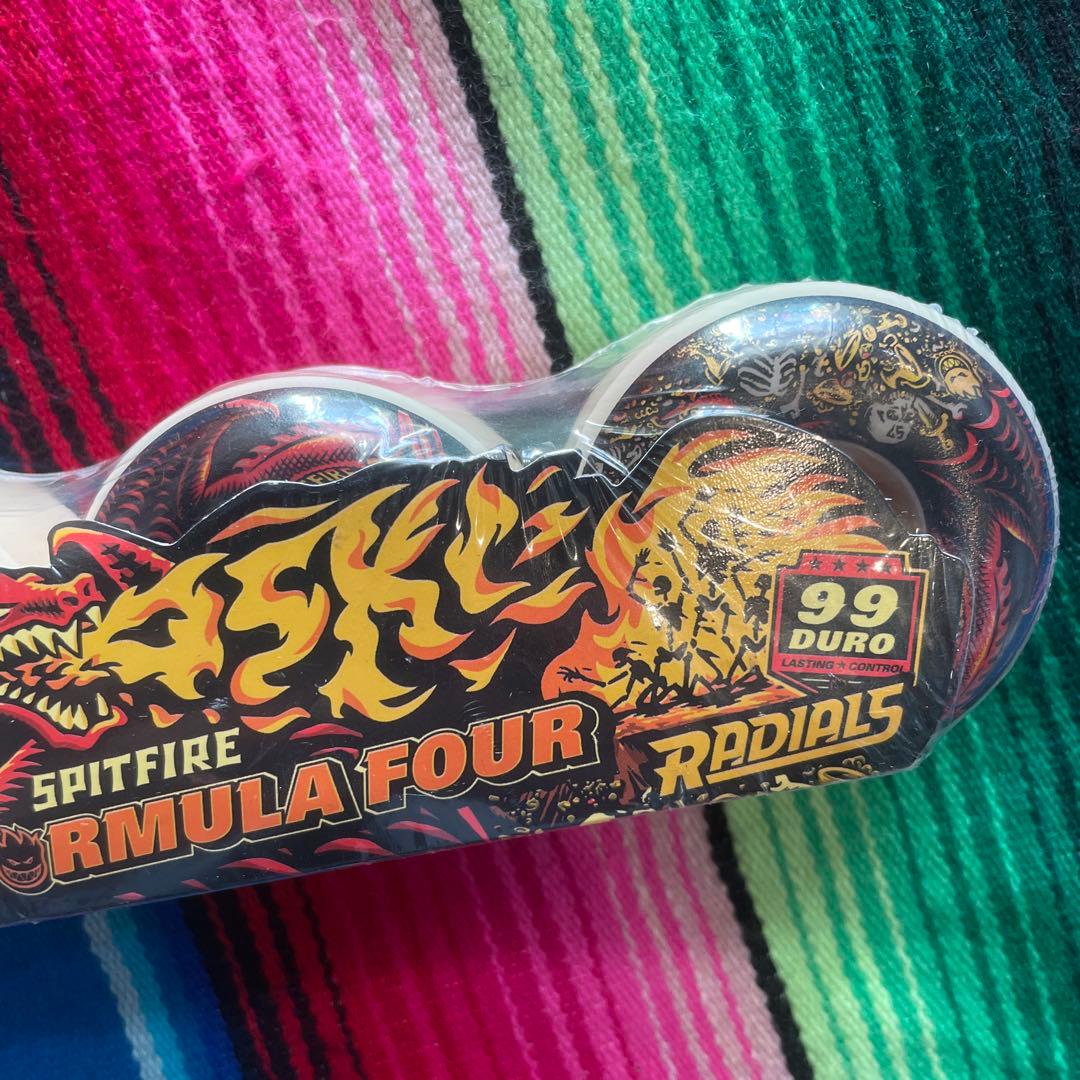 99
DURO
LASTING ★ CONTROL
SPITFIRE
RMULA FOUR
RADIALS